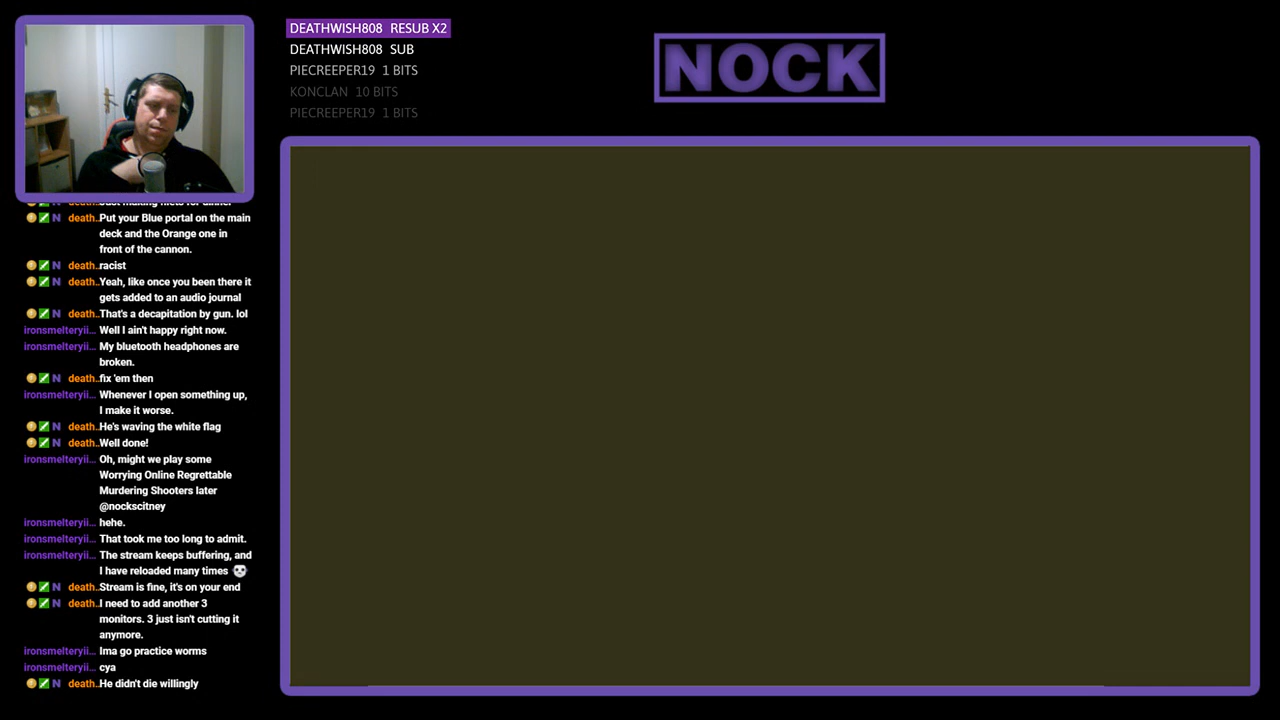 DEATHWISH808 RESUB X2
DEATHWISH808 SUB
PIECREEPER19 1 BITS
KONCLAN 10 BITS
PIECREEPER19 1 BITS
NOCK
death..Just making filets for dinner
death..Put your Blue portal on the main
deck and the Orange one in
front of the cannon.
death..racist
death..Yeah, like once you been there it
gets added to an audio journal
death..That's a decapitation by gun. lol
ironsmelteryii... Well I ain't happy right now.
ironsmelteryii... My bluetooth headphones are
broken.
death..fix 'em then
ironsmelteryii... Whenever I open something up,
I make it worse.
death..He's waving the white flag
death..Well done!
ironsmelteryii... Oh, might we play some
Worrying Online Regrettable
Murdering Shooters later
@nockscitney
ironsmelteryii... hehe.
ironsmelteryii... That took me too long to admit.
ironsmelteryii... The stream keeps buffering, and
I have reloaded many times
death..Stream is fine, it's on your end
death..I need to add another 3
monitors. 3 just isn't cutting it
anymore.
ironsmelteryii... Ima go practice worms
ironsmelteryii... cya
death..He didn't die willingly